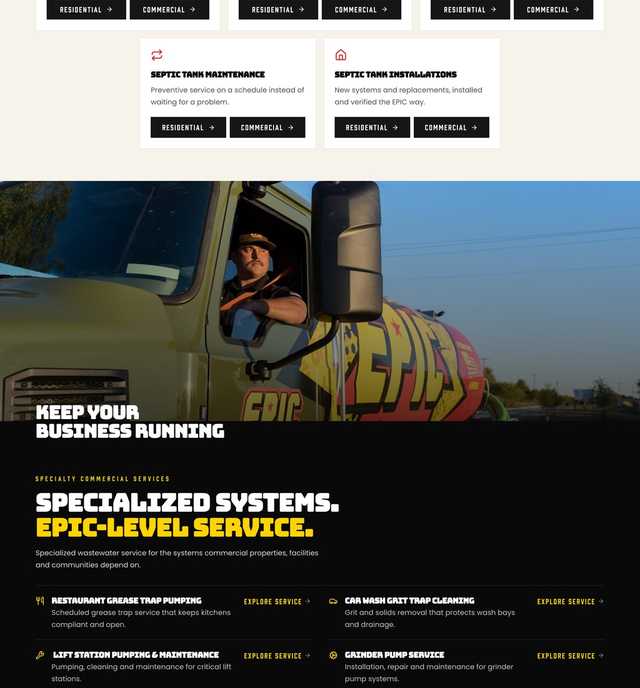 RESIDENTIAL → COMMERCIAL → RESIDENTIAL → COMMERCIAL → RESIDENTIAL → COMMERCIAL →
SEPTIC TANK MAINTENANCE
Preventive service on a schedule instead of
waiting for a problem.
RESIDENTIAL → COMMERCIAL →
SEPTIC TANK INSTALLATIONS
New systems and replacements, installed
and verified the EPIC way.
RESIDENTIAL → COMMERCIAL →
EPIC
EPIC
KEEP YOUR
BUSINESS RUNNING
SPECIALTY COMMERCIAL SERVICES
SPECIALIZED SYSTEMS.
EPIC-LEVEL SERVICE.
Specialized wastewater service for the systems commercial properties, facilities
and communities depend on.
RESTAURANT GREASE TRAP PUMPING
EXPLORE SERVICE →
Scheduled grease trap service that keeps kitchens
compliant and open.
CAR WASH GRIT TRAP CLEANING
EXPLORE SERVICE →
Grit and solids removal that protects wash bays
and drainage.
LIFT STATION PUMPING & MAINTENANCE
EXPLORE SERVICE →
Pumping, cleaning and maintenance for critical lift
stations.
GRINDER PUMP SERVICE
EXPLORE SERVICE →
Installation, repair and maintenance for grinder
pump systems.